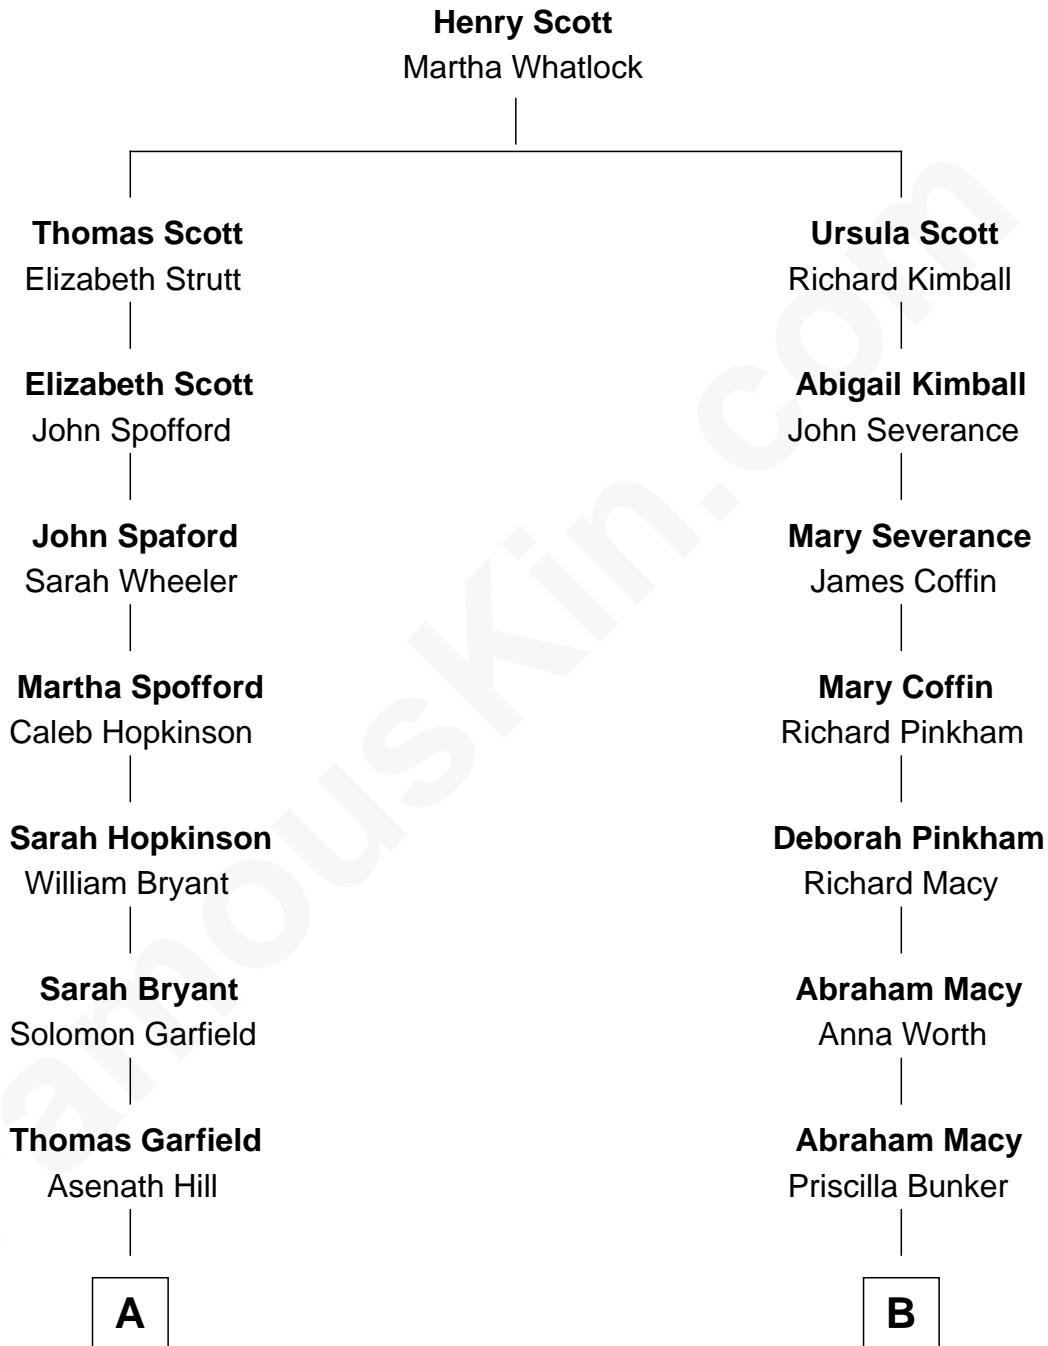 Henry Scott
Martha Whatlock
Thomas Scott
Elizabeth Strutt
Ursula Scott
Richard Kimball
Elizabeth Scott
John Spofford
Abigail Kimball
John Severance
John Spaford
Sarah Wheeler
Mary Severance
James Coffin
Martha Spofford
Caleb Hopkinson
Mary Coffin
Richard Pinkham
Sarah Hopkinson
William Bryant
Deborah Pinkham
Richard Macy
Sarah Bryant
Solomon Garfield
Abraham Macy
Anna Worth
Thomas Garfield
Asenath Hill
Abraham Macy
Priscilla Bunker
A
B
amouskin.com